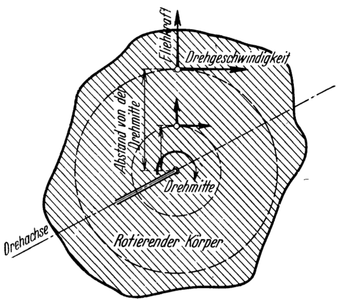 Fliehkraft
Drehgeschwindigkeit
Abstand von der
Drehmitte
Drehmitte
Drehachse
Rotierender Körper